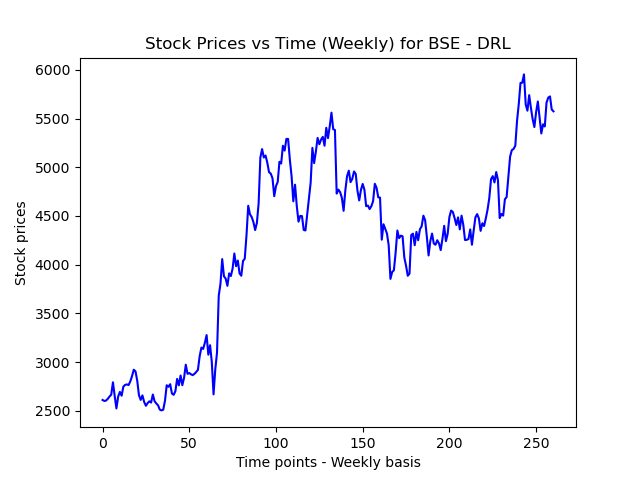 Stock Prices vs Time (Weekly) for BSE - DRL
6000
5500
5000
4500
4000
3500
3000
2500
Stock prices
0 50 100 150 200 250
Time points - Weekly basis